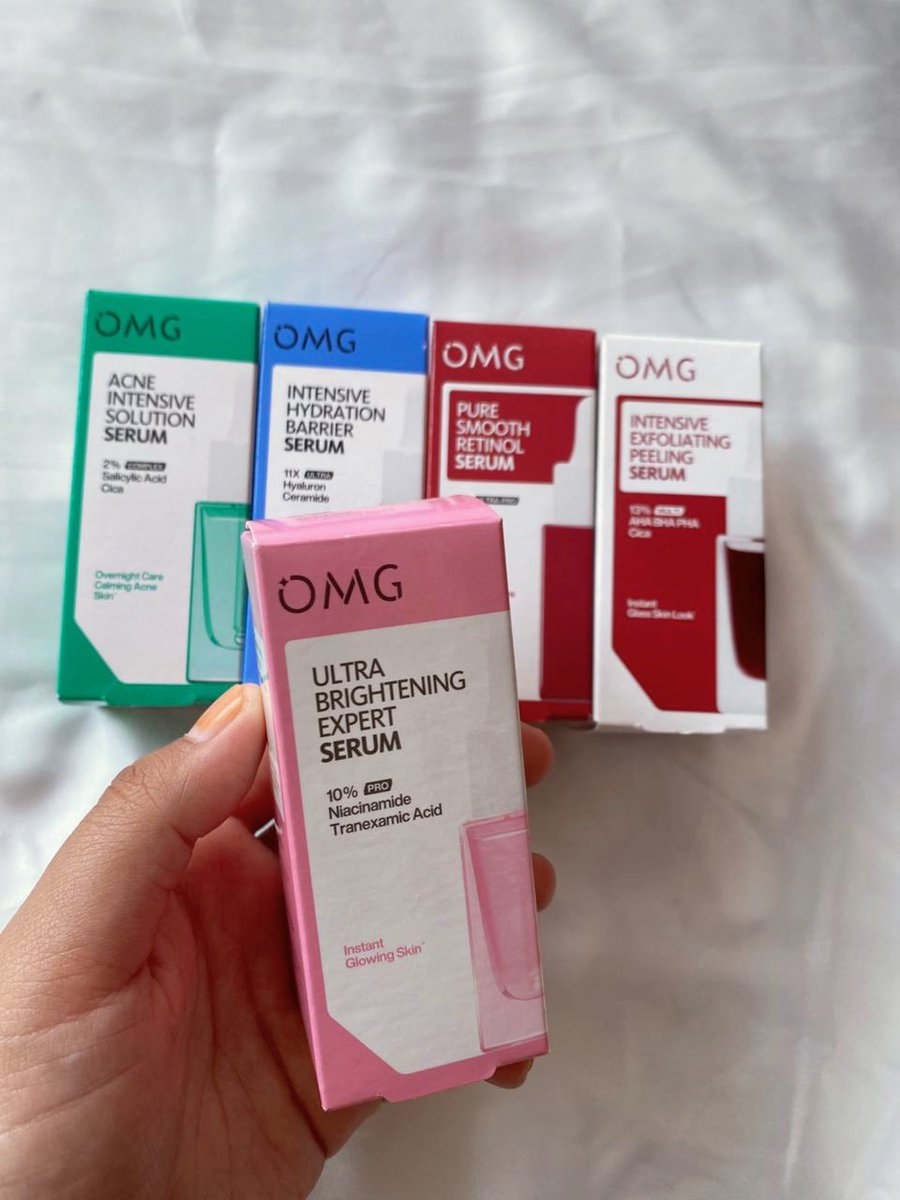 OMG
ACNE
INTENSIVE
SOLUTION
SERUM
2% COMPLEX
Salicylic Acid
Cica
Overnight Care
Calming Acne
Skin*
OMG
INTENSIVE
HYDRATION
BARRIER
SERUM
11X ULTRA
Hyaluron
Ceramide
OMG
PURE
SMOOTH
RETINOL
SERUM
ULTRA PRO
OMG
INTENSIVE
EXFOLIATING
PEELING
SERUM
13% MULTI
AHA BHA PHA
Cica
Instant
Glass Skin Look*
OMG
ULTRA
BRIGHTENING
EXPERT
SERUM
10% PRO
Niacinamide
Tranexamic Acid
Instant
Glowing Skin*